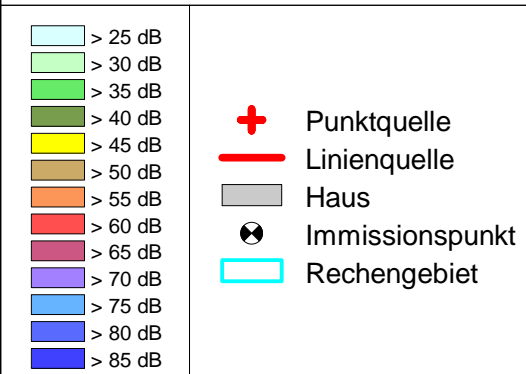 > 25 dB
> 30 dB
> 35 dB
> 40 dB
> 45 dB
> 50 dB
> 55 dB
> 60 dB
> 65 dB
> 70 dB
> 75 dB
> 80 dB
> 85 dB
Punktquelle
Linienquelle
Haus
Immissionspunkt
Rechengebiet